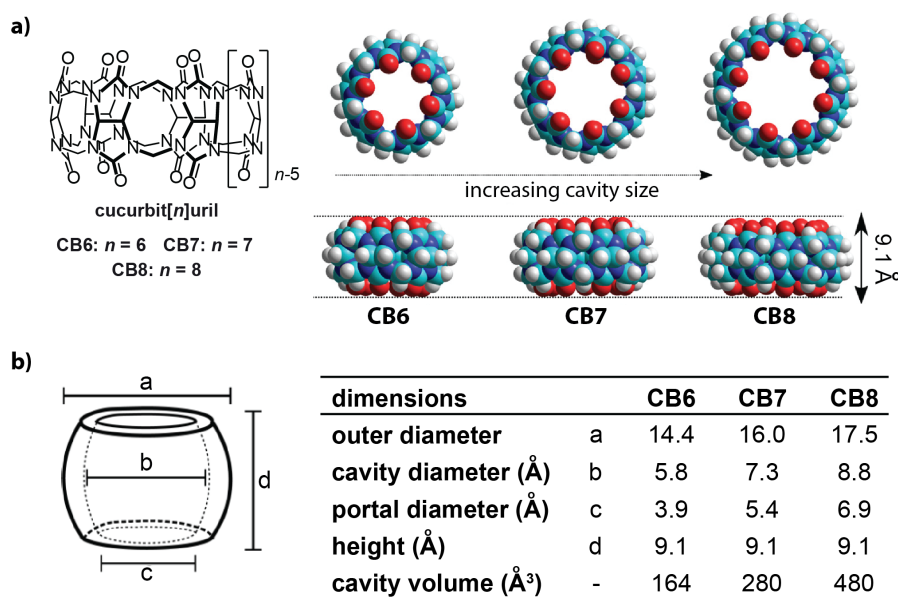 a)
O O O O O
N N N N N N N N
N N N N N N N N
O O O O O
n-5
cucurbit[n]uril
CB6: n = 6 CB7: n = 7
CB8: n = 8
increasing cavity size
9.1 Å
CB6 CB7 CB8
b)
a
b
c
d
dimensions CB6 CB7 CB8
outer diameter a 14.4 16.0 17.5
cavity diameter (Å) b 5.8 7.3 8.8
portal diameter (Å) c 3.9 5.4 6.9
height (Å) d 9.1 9.1 9.1
cavity volume (Å³) - 164 280 480